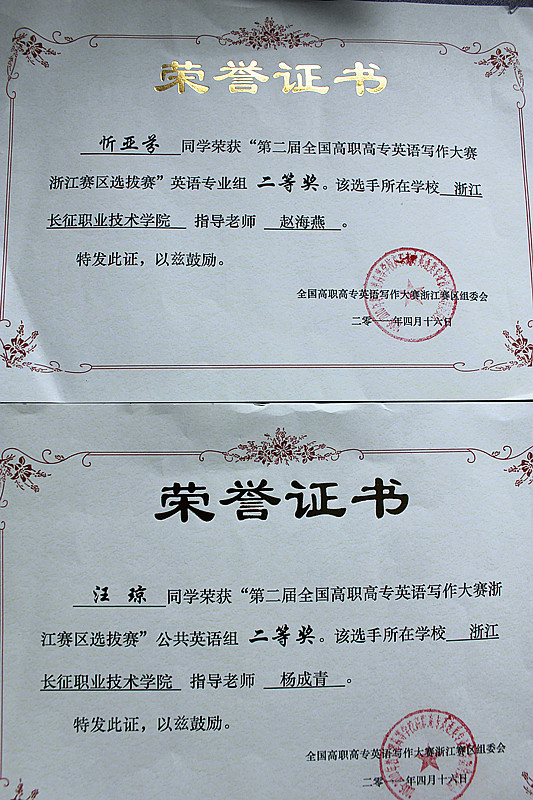 荣誉证书
忻亚芬 同学荣获“第二届全国高职高专英语写作大赛
浙江赛区选拔赛”英语专业组 二等奖。该选手所在学校 浙江
长征职业技术学院 指导老师 赵海燕 。
特发此证，以兹鼓励。
全国高职高专英语写作大赛浙江赛区组委会
二零一一年四月十六日
荣誉证书
汪琼 同学荣获“第二届全国高职高专英语写作大赛浙
江赛区选拔赛”公共英语组 二等奖。该选手所在学校 浙江
长征职业技术学院 指导老师 杨成青 。
特发此证，以兹鼓励。
全国高职高专英语写作大赛浙江赛区组委会
二零一一年四月十六日